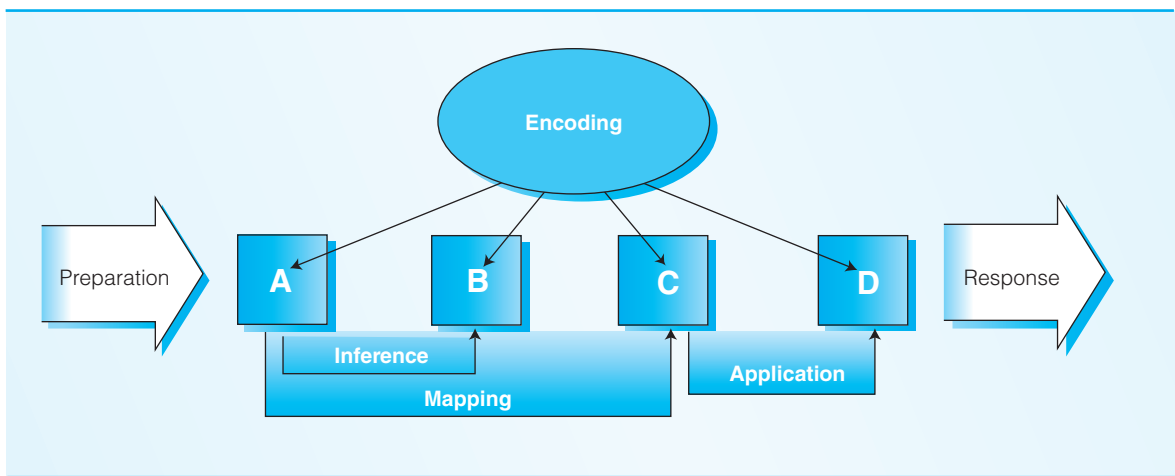 Encoding
Preparation
A
B
C
D
Response
Inference
Application
Mapping